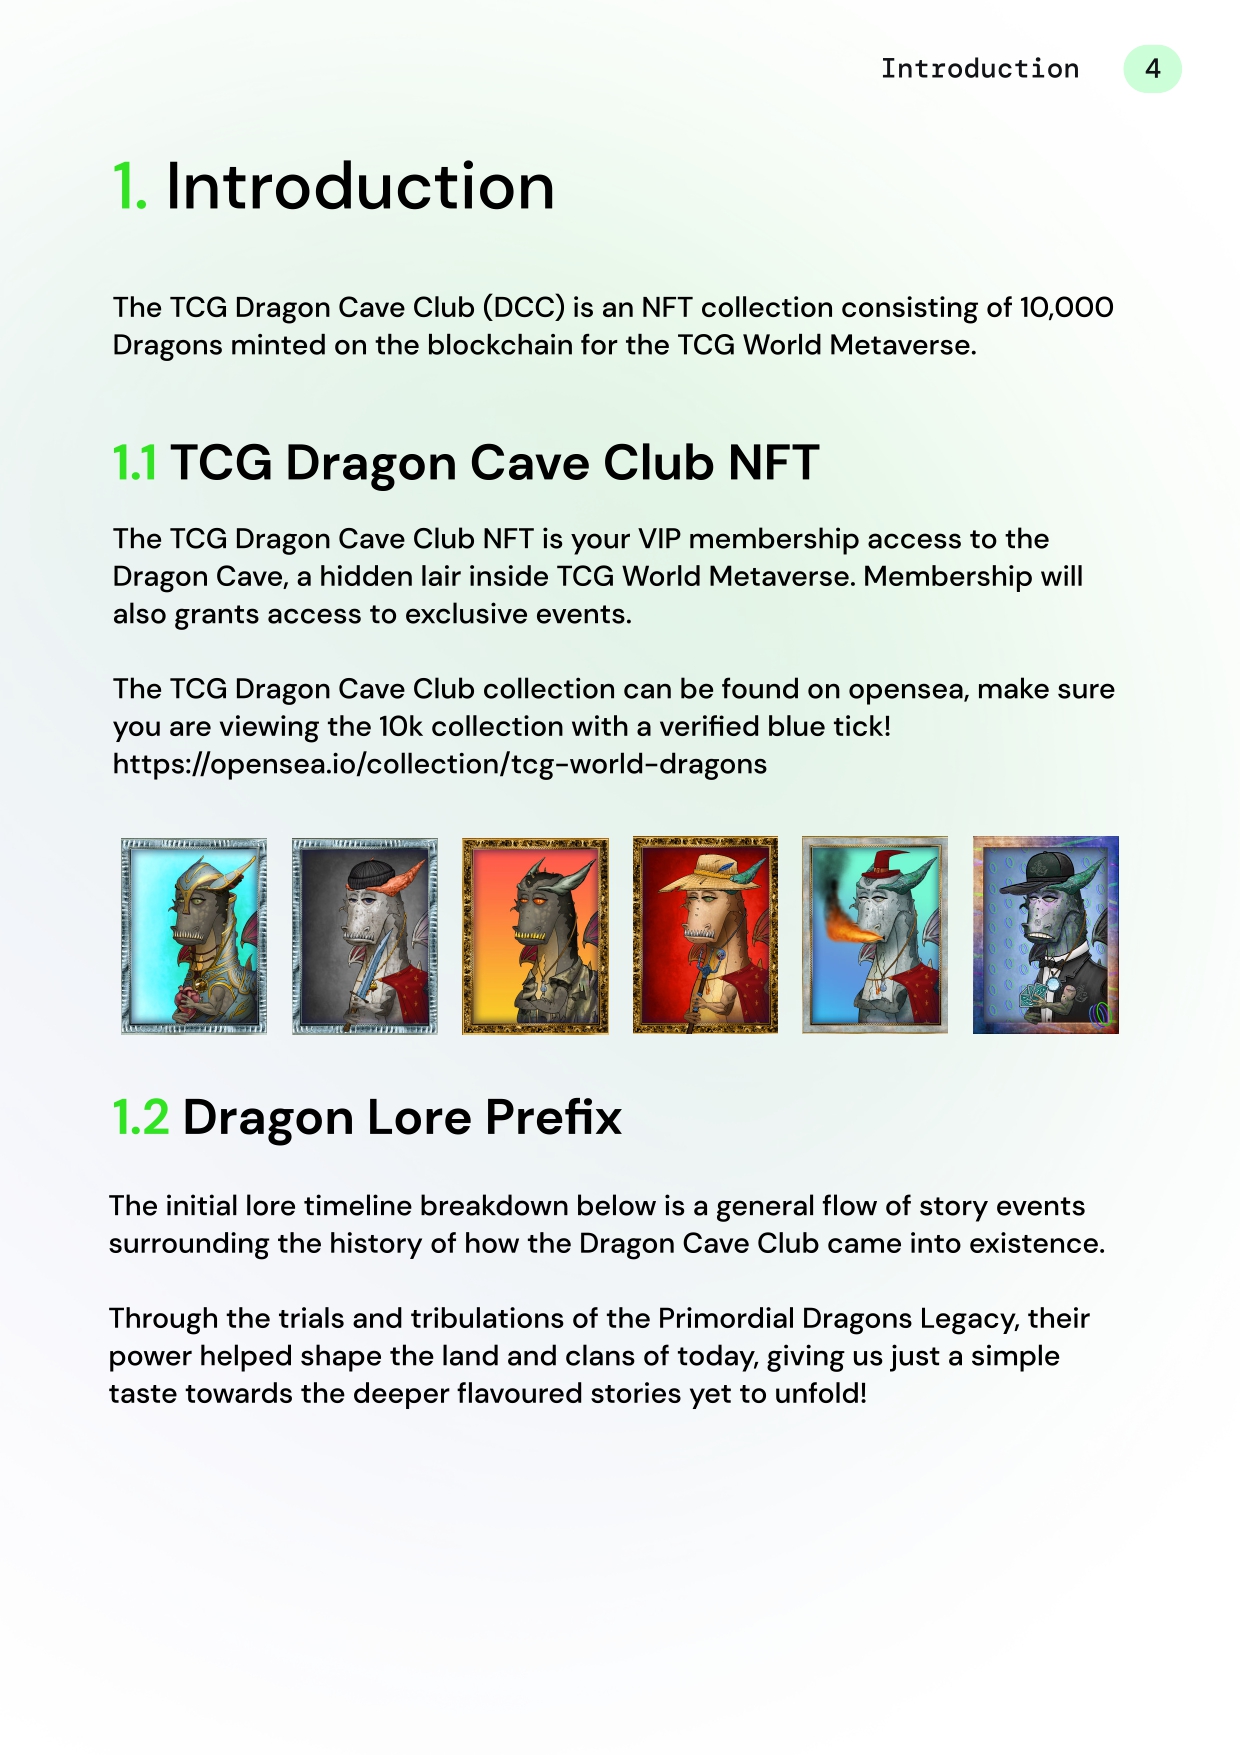 Introduction 4
1. Introduction
The TCG Dragon Cave Club (DCC) is an NFT collection consisting of 10,000
Dragons minted on the blockchain for the TCG World Metaverse.
1.1 TCG Dragon Cave Club NFT
The TCG Dragon Cave Club NFT is your VIP membership access to the
Dragon Cave, a hidden lair inside TCG World Metaverse. Membership will
also grants access to exclusive events.
The TCG Dragon Cave Club collection can be found on opensea, make sure
you are viewing the 10k collection with a verified blue tick!
https://opensea.io/collection/tcg-world-dragons
1.2 Dragon Lore Prefix
The initial lore timeline breakdown below is a general flow of story events
surrounding the history of how the Dragon Cave Club came into existence.
Through the trials and tribulations of the Primordial Dragons Legacy, their
power helped shape the land and clans of today, giving us just a simple
taste towards the deeper flavoured stories yet to unfold!